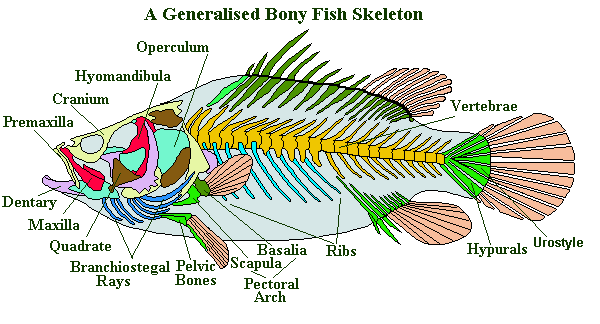 A Generalised Bony Fish Skeleton
Operculum
Hyomandibula
Cranium
Premaxilla
Vertebrae
Dentary
Maxilla
Quadrate
Branchiostegal
Rays
Pelvic
Bones
Scapula
Basalia
Pectoral
Arch
Ribs
Hypurals
Urostyle